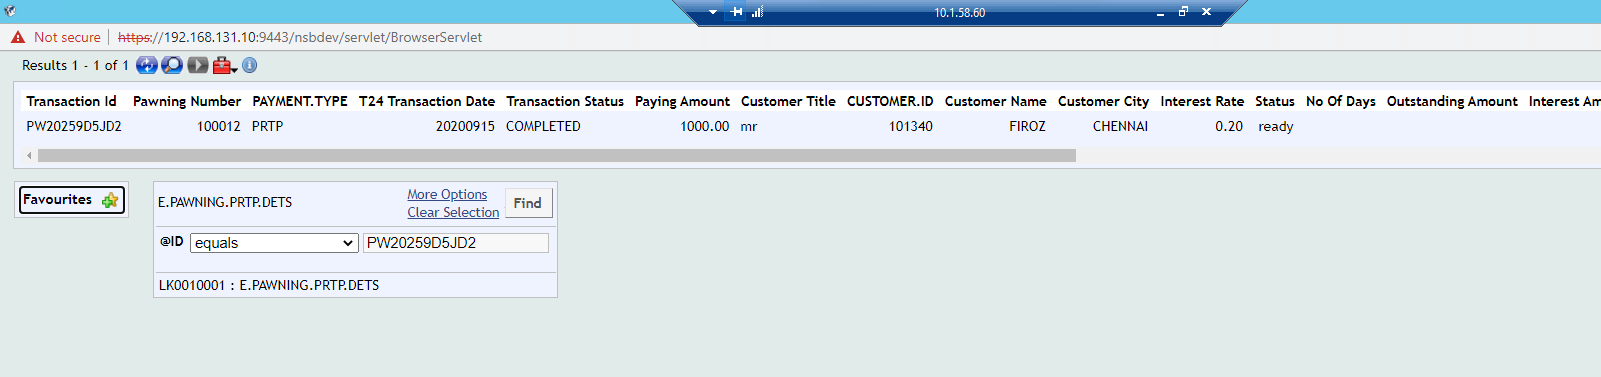 10.1.58.60
Not secure | https://192.168.131.10:9443/nsbdev/servlet/BrowserServlet
Results 1 - 1 of 1
Transaction Id Pawning Number PAYMENT.TYPE T24 Transaction Date Transaction Status Paying Amount Customer Title CUSTOMER.ID Customer Name Customer City Interest Rate Status No Of Days Outstanding Amount Interest Am
PW20259D5JD2 100012 PRTP 20200915 COMPLETED 1000.00 mr 101340 FIROZ CHENNAI 0.20 ready
Favourites
E.PAWNING.PRTP.DETS
More Options
Clear Selection
Find
@ID equals PW20259D5JD2
LK0010001 : E.PAWNING.PRTP.DETS